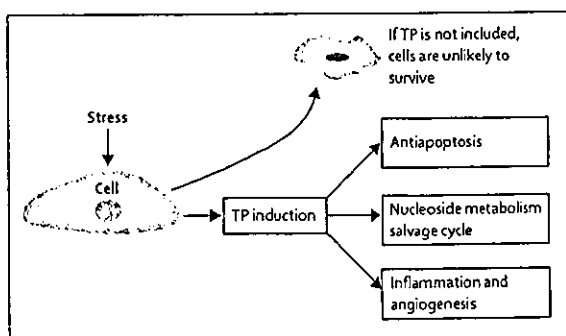 If TP is not included,
cells are unlikely to
survive
Stress
Cell
TP induction
Antiapoptosis
Nucleoside metabolism
salvage cycle
Inflammation and
angiogenesis